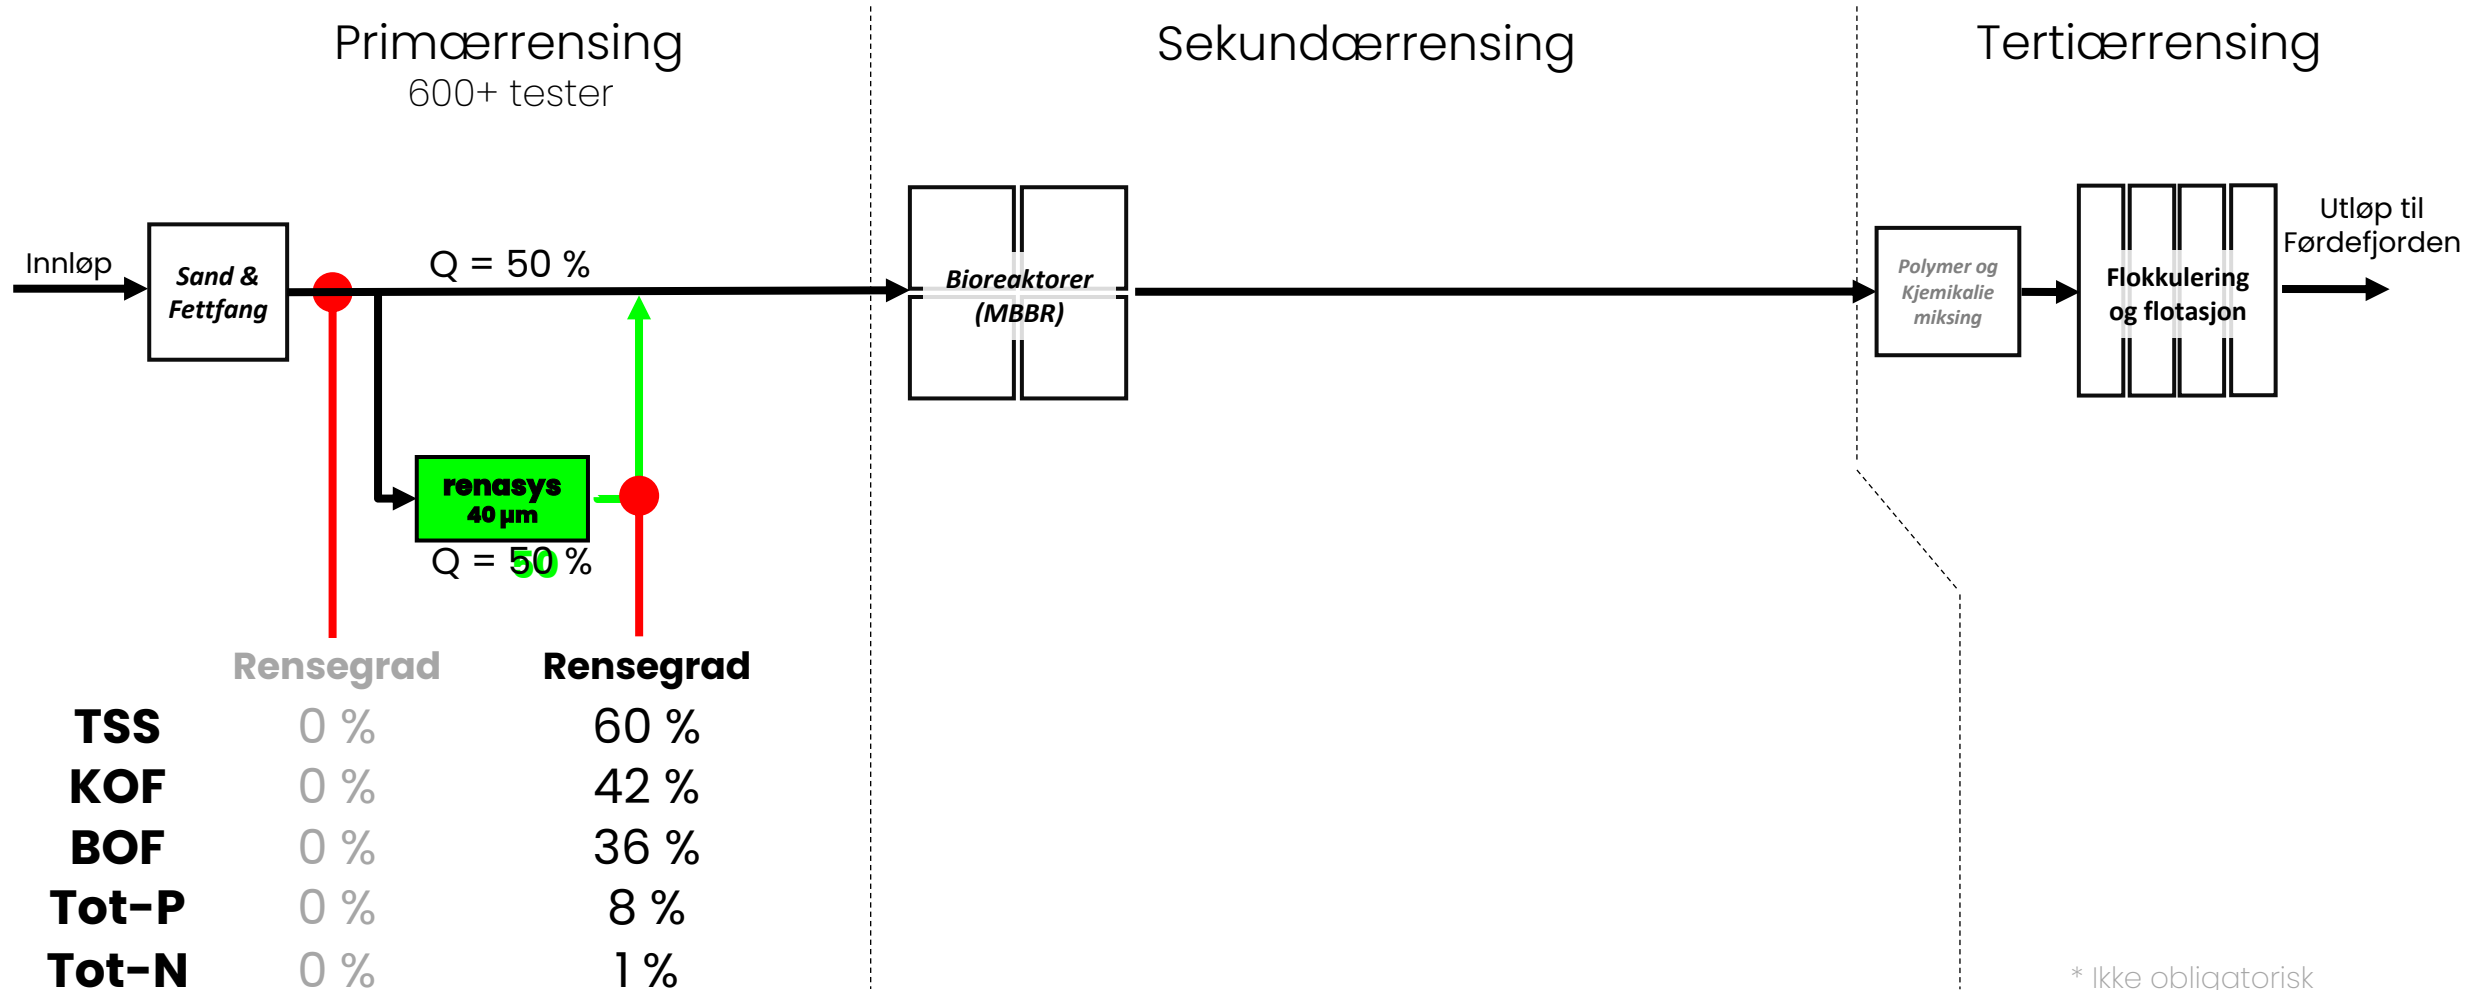 Primærrensing
600+ tester
Sekundærrensing
Tertiærrensing
Innløp
Sand &
Fettfang
Q = 50 %
renasys
40 µm
Q = 50 %
Bioreaktorer
(MBBR)
Polymer og
Kjemikalie
miksing
Flokkulering
og flotasjon
Utløp til
Førdefjorden
Rensegrad Rensegrad
TSS 0 % 60 %
KOF 0 % 42 %
BOF 0 % 36 %
Tot-P 0 % 8 %
Tot-N 0 % 1 %
* Ikke obligatorisk